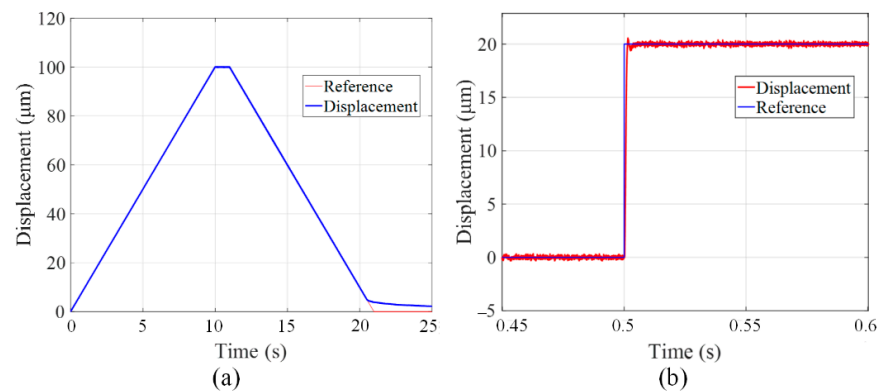 120
100
80
60
40
20
0
Displacement (μm)
Reference
Displacement
0 5 10 15 20 25
Time (s)
(a)
20
15
10
5
0
−5
Displacement (μm)
Displacement
Reference
0.45 0.5 0.55 0.6
Time (s)
(b)